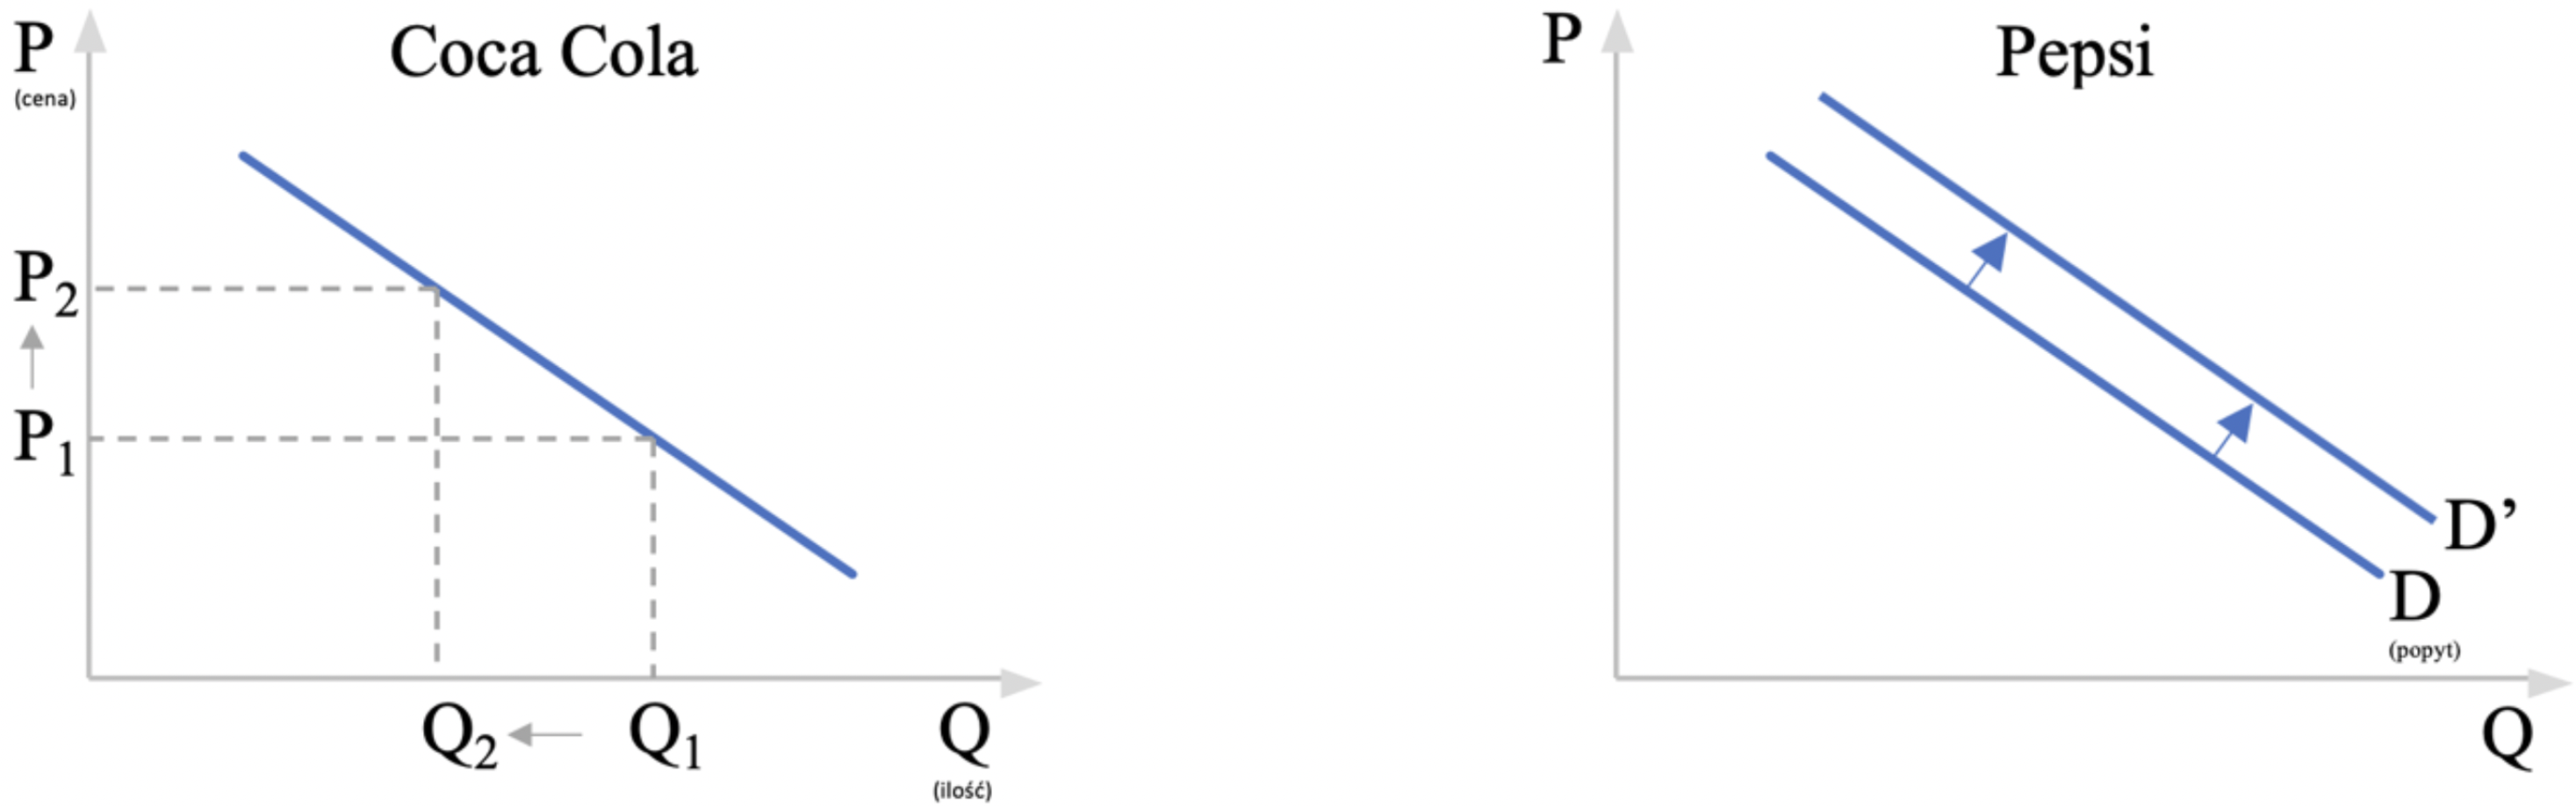 P
(cena)
Coca Cola
P2
P1
Q2
Q1
Q
(ilość)
P
Pepsi
D’
D
(popyt)
Q